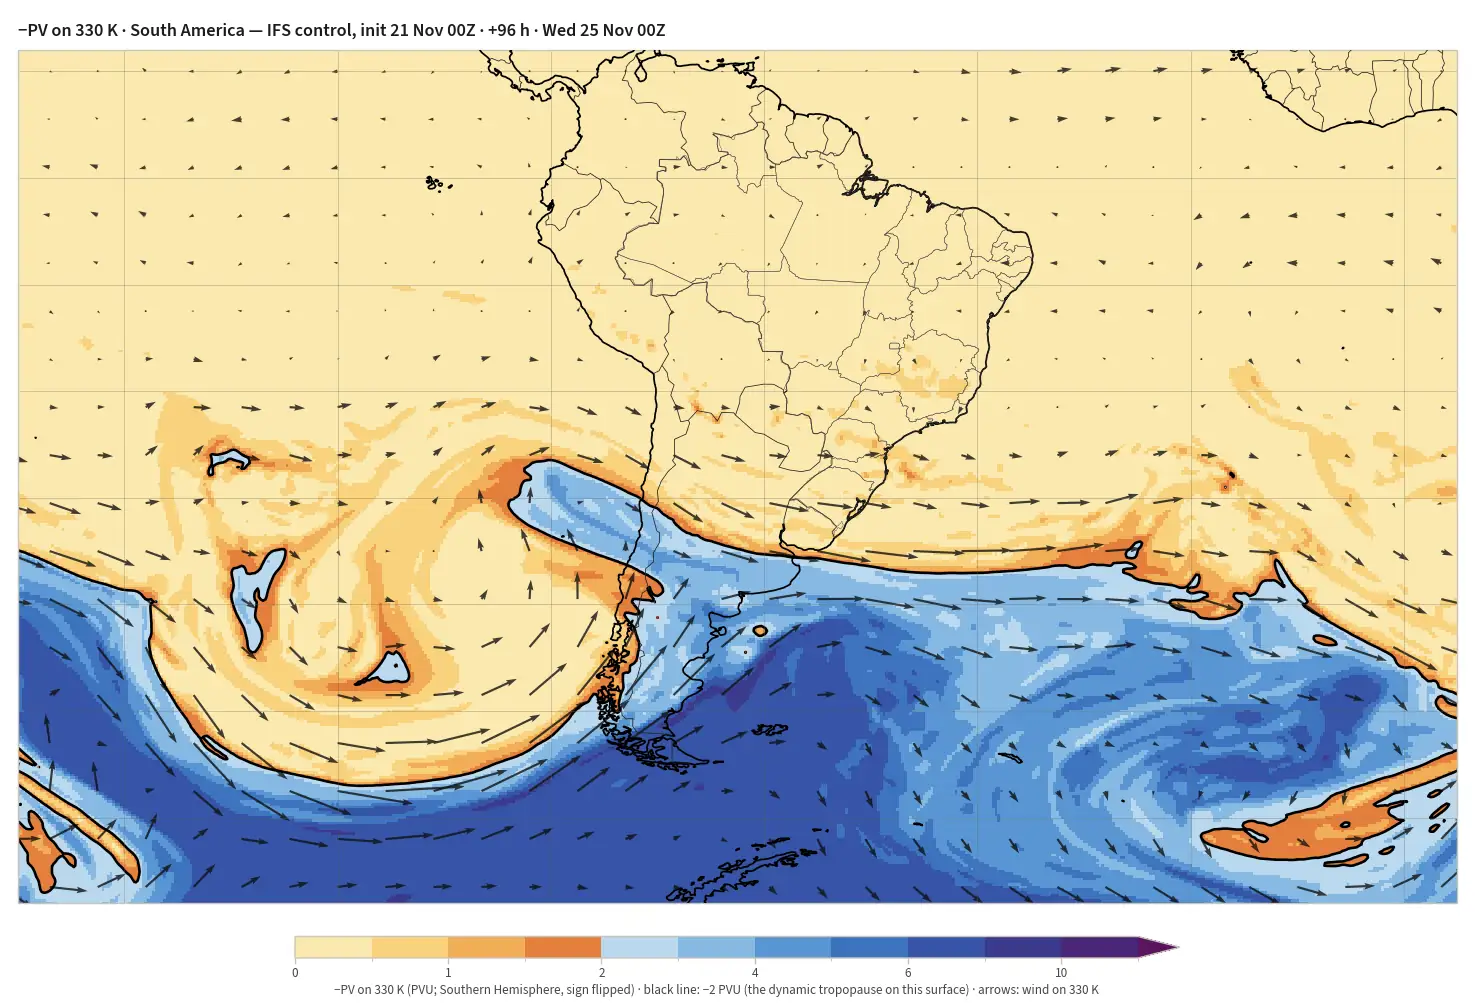 −PV on 330 K · South America — IFS control, init 21 Nov 00Z · +96 h · Wed 25 Nov 00Z
0 1 2 4 6 10
−PV on 330 K (PVU; Southern Hemisphere, sign flipped) · black line: −2 PVU (the dynamic tropopause on this surface) · arrows: wind on 330 K